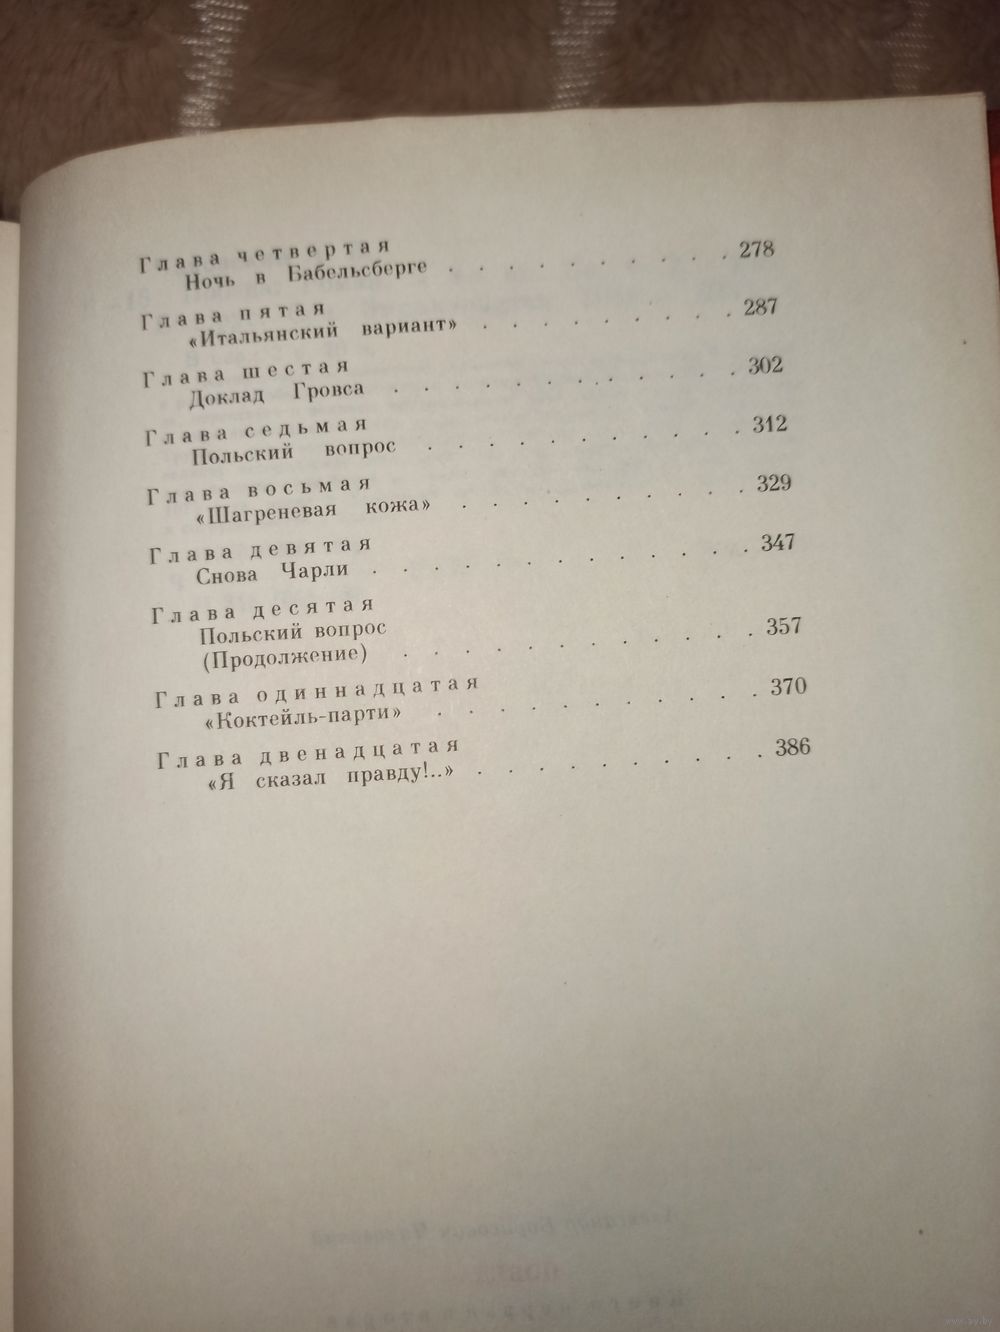 Глава четвертая
Ночь в Бабельсберге . . . . . . . . . . 278
Глава пятая
«Итальянский вариант» . . . . . . . . . 287
Глава шестая
Доклад Гровса . . . . . . . . . . . . 302
Глава седьмая
Польский вопрос . . . . . . . . . . . 312
Глава восьмая
«Шагреневая кожа» . . . . . . . . . . 329
Глава девятая
Снова Чарли . . . . . . . . . . . . . 347
Глава десятая
Польский вопрос
(Продолжение) . . . . . . . . . . . . 357
Глава одиннадцатая
«Коктейль-парти» . . . . . . . . . . . 370
Глава двенадцатая
«Я сказал правду!..» . . . . . . . . . . 386